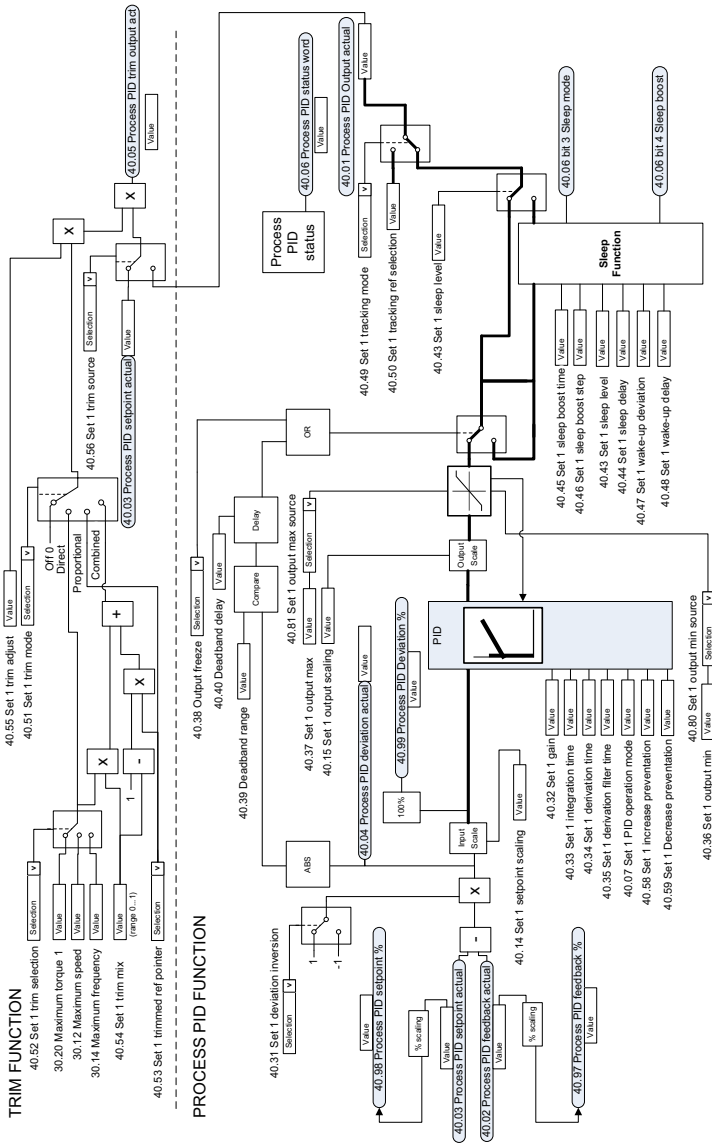 TRIM FUNCTION
40.52 Set 1 trim selection
Selection
v
30.20 Maximum torque 1
Value
30.12 Maximum speed
Value
30.14 Maximum frequency
Value
40.54 Set 1 trim mix
Value
(range 0...1)
40.53 Set 1 trimmed ref pointer
Selection
v
1
-
X
X
+
40.55 Set 1 trim adjust
Value
40.51 Set 1 trim mode
Selection
v
Off 0
Direct
Proportional
Combined
40.56 Set 1 trim source
Selection
v
40.03 Process PID setpoint actual
Value
X
X
40.05 Process PID trim output act
Value
PROCESS PID FUNCTION
40.31 Set 1 deviation inversion
Selection
v
1
-1
40.98 Process PID setpoint %
Value
% scaling
40.03 Process PID setpoint actual
Value
40.02 Process PID feedback actual
Value
% scaling
40.97 Process PID feedback %
Value
-
X
ABS
40.04 Process PID deviation actual
Value
Input
Scale
40.14 Set 1 setpoint scaling
Value
100%
40.99 Process PID Deviation %
Value
40.38 Output freeze
Selection
v
40.40 Deadband delay
Value
40.39 Deadband range
Value
Compare
Delay
OR
40.81 Set 1 output max source
40.37 Set 1 output max
Value
Selection
v
40.15 Set 1 output scaling
Value
PID
Output
Scale
40.32 Set 1 gain
Value
40.33 Set 1 integration time
Value
40.34 Set 1 derivation time
Value
40.35 Set 1 derivation filter time
Value
40.07 Set 1 PID operation mode
Value
40.58 Set 1 increase preventation
Value
40.59 Set 1 Decrease preventation
Value
40.80 Set 1 output min source
40.36 Set 1 output min
Value
Selection
v
Process
PID
status
40.06 Process PID status word
Value
40.01 Process PID Output actual
Value
40.49 Set 1 tracking mode
Selection
v
40.50 Set 1 tracking ref selection
Value
40.43 Set 1 sleep level
Value
Sleep
Function
40.45 Set 1 sleep boost time
Value
40.46 Set 1 sleep boost step
Value
40.43 Set 1 sleep level
Value
40.44 Set 1 sleep delay
Value
40.47 Set 1 wake-up deviation
Value
40.48 Set 1 wake-up delay
Value
40.06 bit 3 Sleep mode
40.06 bit 4 Sleep boost